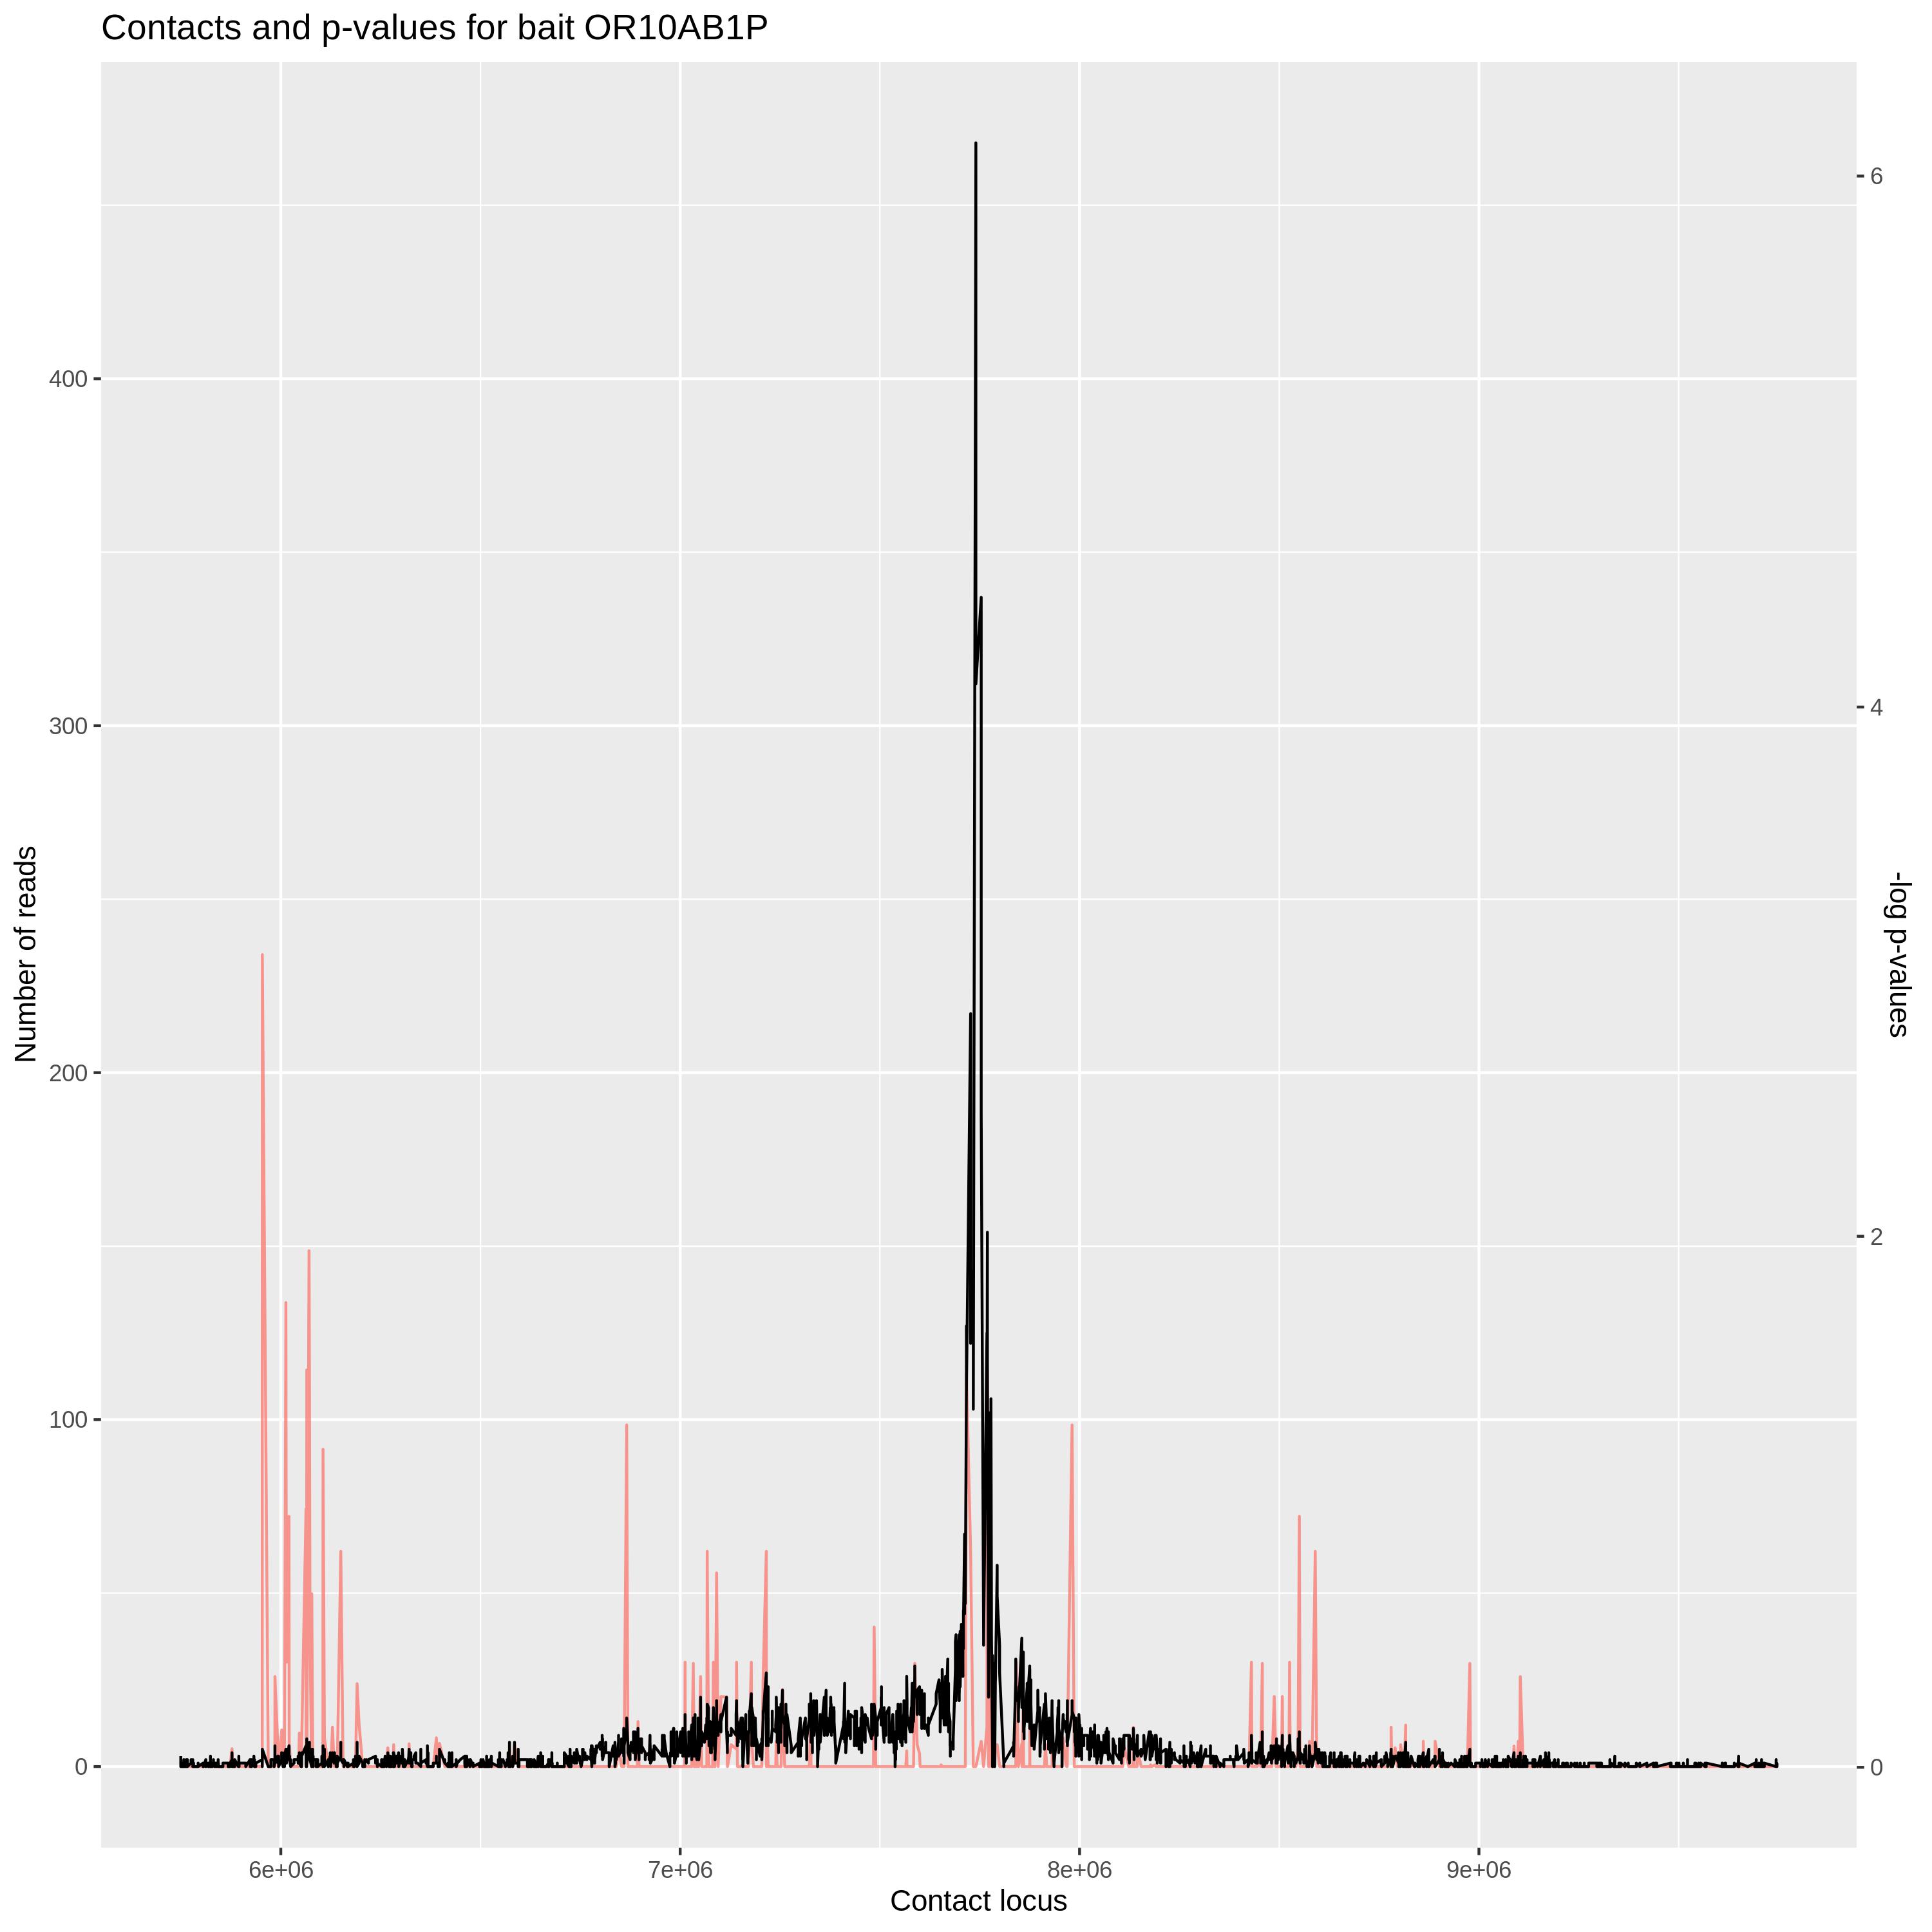 Contacts and p-values for bait OR10AB1P
Number of reads
400
300
200
100
0
6
4
2
0
-log p-values
6e+06
7e+06
8e+06
9e+06
Contact locus